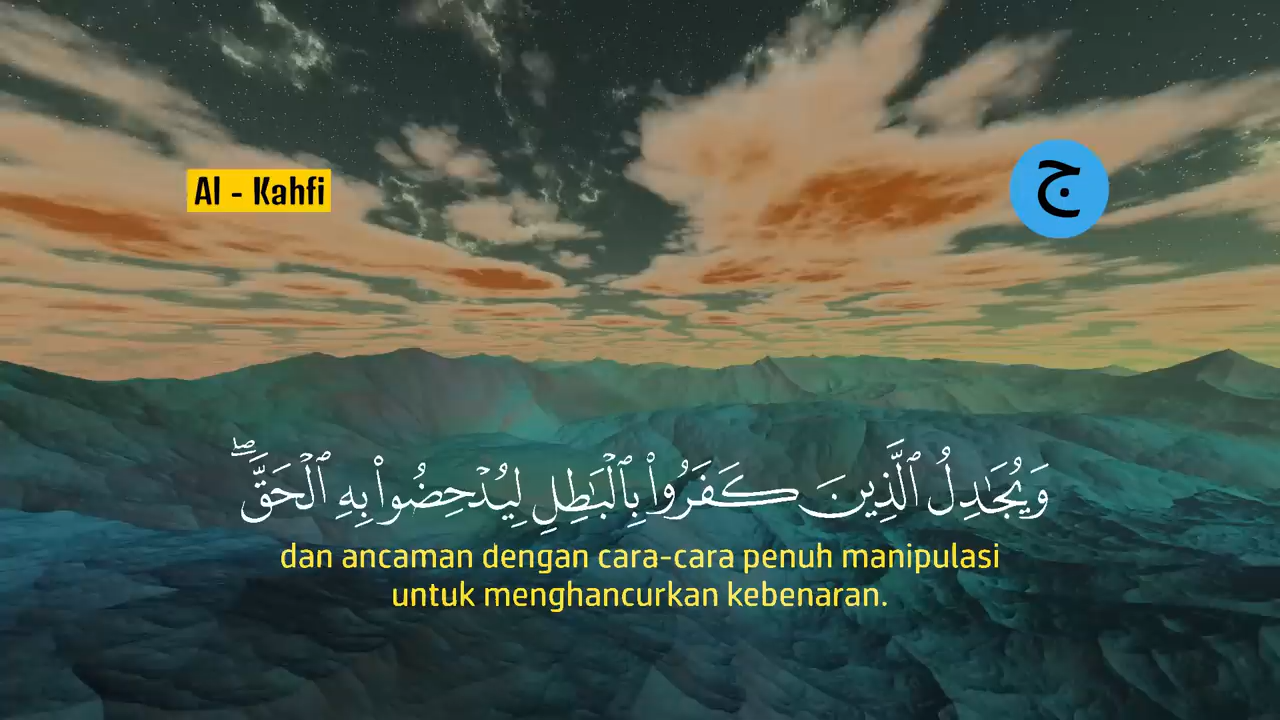 Al - Kahfi
ج
وَيُجَٰدِلُ ٱلَّذِينَ كَفَرُوا۟ بِٱلْبَٰطِلِ لِيُدْحِضُوا۟ بِهِ ٱلْحَقَّ ۖ
dan ancaman dengan cara-cara penuh manipulasi
untuk menghancurkan kebenaran.